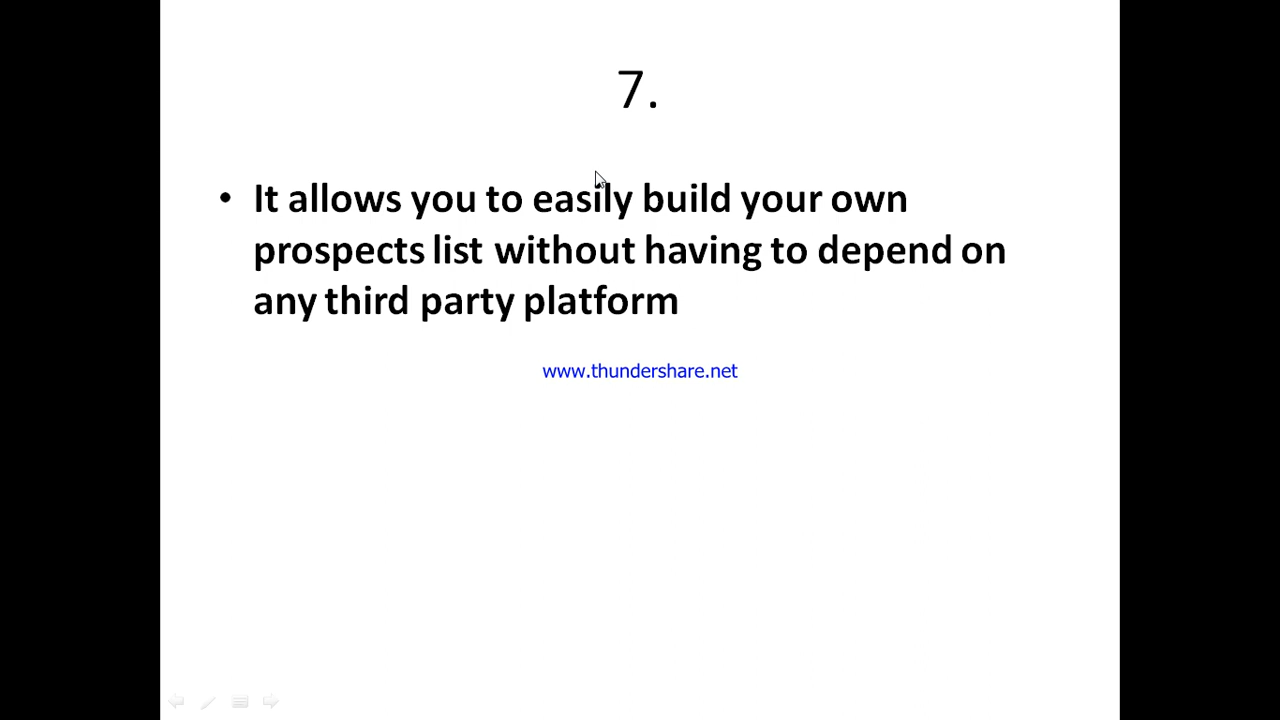 7.
• It allows you to easily build your own
prospects list without having to depend on
any third party platform
www.thundershare.net